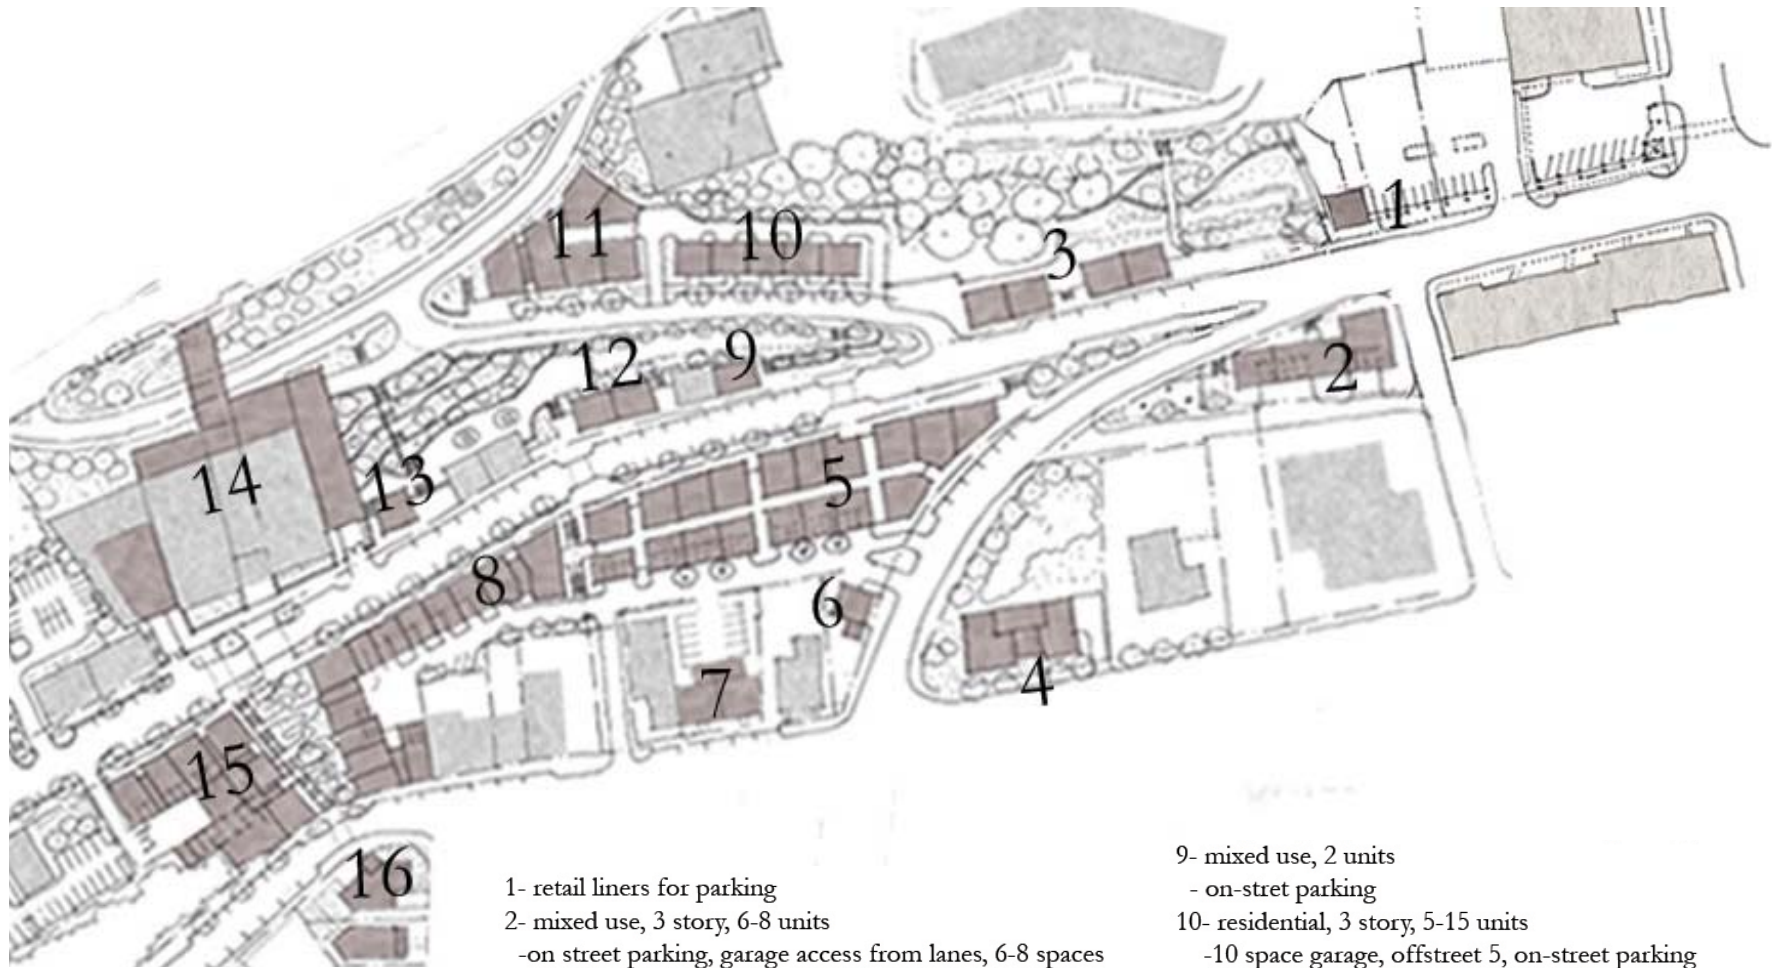 1
2
3
4
5
6
7
8
9
10
11
12
13
14
15
16
1- retail liners for parking
2- mixed use, 3 story, 6-8 units
-on street parking, garage access from lanes, 6-8 spaces
9- mixed use, 2 units
- on-stret parking
10- residential, 3 story, 5-15 units
-10 space garage, offstreet 5, on-street parking